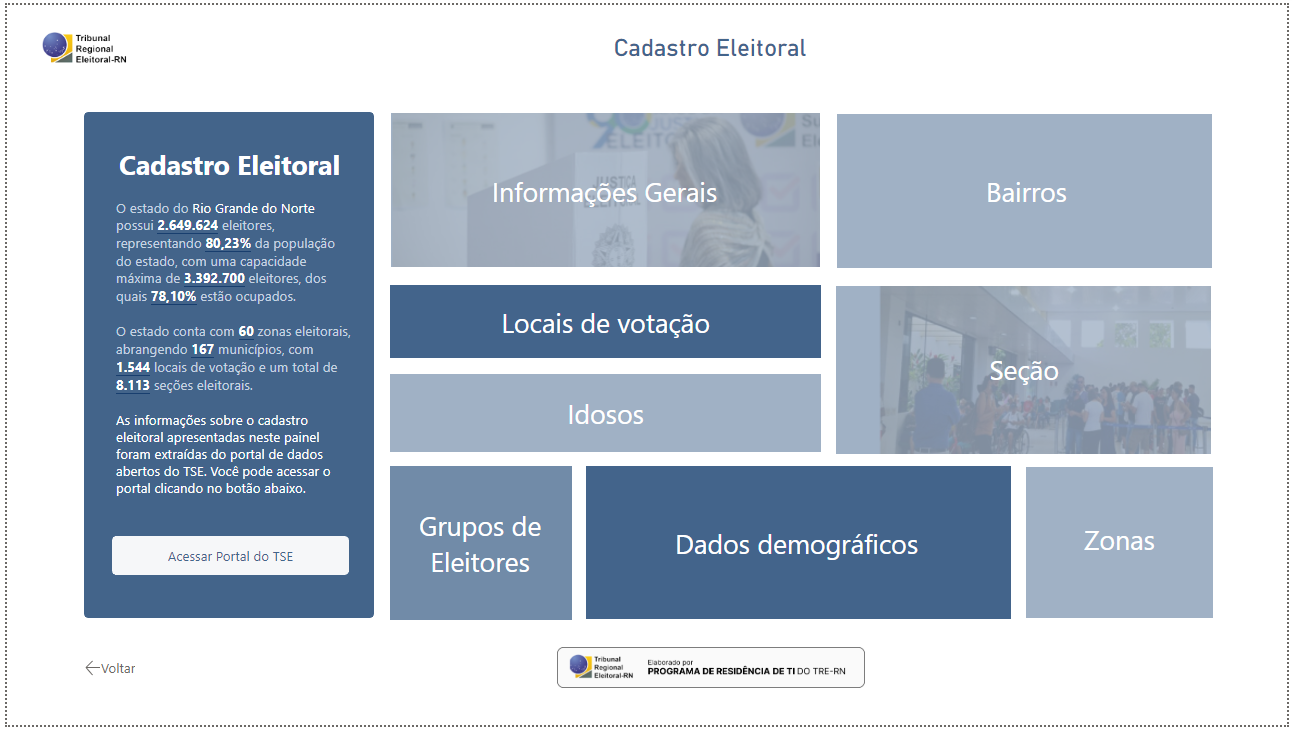 Tribunal
Regional
Eleitoral-RN
Cadastro Eleitoral
Cadastro Eleitoral
O estado do Rio Grande do Norte
possui 2.649.624 eleitores,
representando 80,23% da população
do estado, com uma capacidade
máxima de 3.392.700 eleitores, dos
quais 78,10% estão ocupados.
O estado conta com 60 zonas eleitorais,
abrangendo 167 municípios, com
1.544 locais de votação e um total de
8.113 seções eleitorais.
As informações sobre o cadastro
eleitoral apresentadas neste painel
foram extraídas do portal de dados
abertos do TSE. Você pode acessar o
portal clicando no botão abaixo.
Acessar Portal do TSE
Informações Gerais
JUSTIÇA
ELEITORAL
Bairros
Locais de votação
Seção
Idosos
Grupos de
Eleitores
Dados demográficos
Zonas
Voltar
Tribunal
Regional
Eleitoral-RN
Elaborado por
PROGRAMA DE RESIDÊNCIA DE TI DO TRE-RN